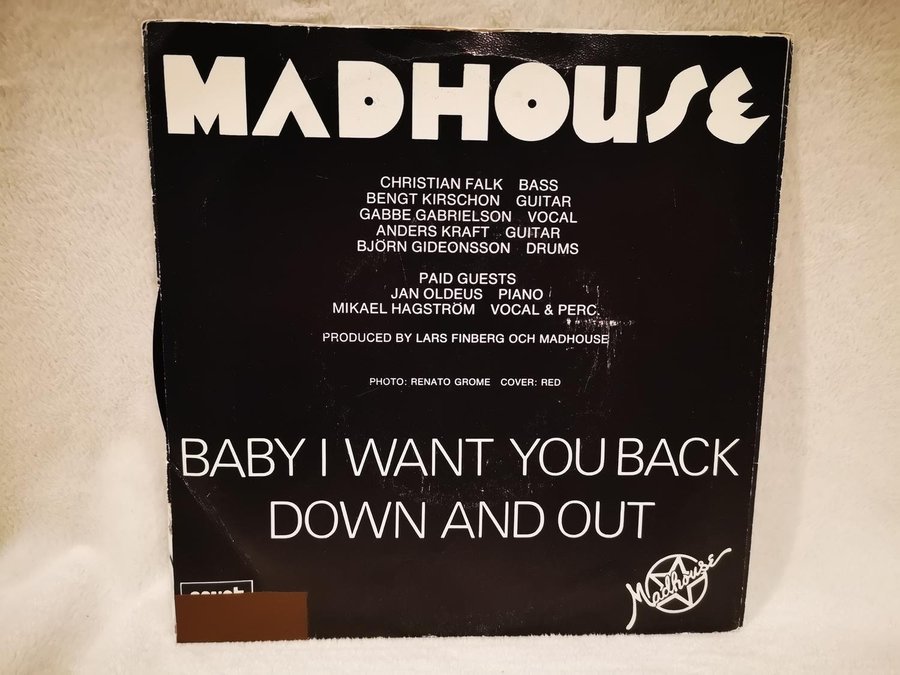 MADHOUSE
CHRISTIAN FALK BASS
BENGT KIRSCHON GUITAR
GABBE GABRIELSON VOCAL
ANDERS KRAFT GUITAR
BJÖRN GIDEONSSON DRUMS
PAID GUESTS
JAN OLDEUS PIANO
MIKAEL HAGSTRÖM VOCAL & PERC.
PRODUCED BY LARS FINBERG OCH MADHOUSE
PHOTO: RENATO GROME COVER: RED
BABY I WANT YOU BACK
DOWN AND OUT
Madhouse